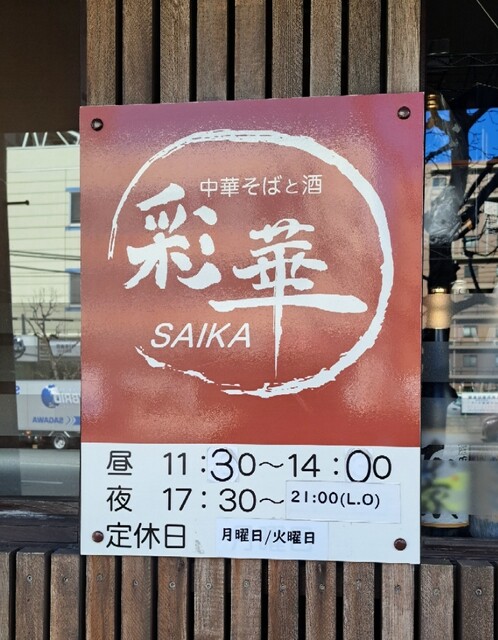 中華そばと酒
彩華
SAIKA
昼 11:30～14:00
夜 17:30～21:00(L.O)
定休日 月曜日/火曜日
SAGAWA